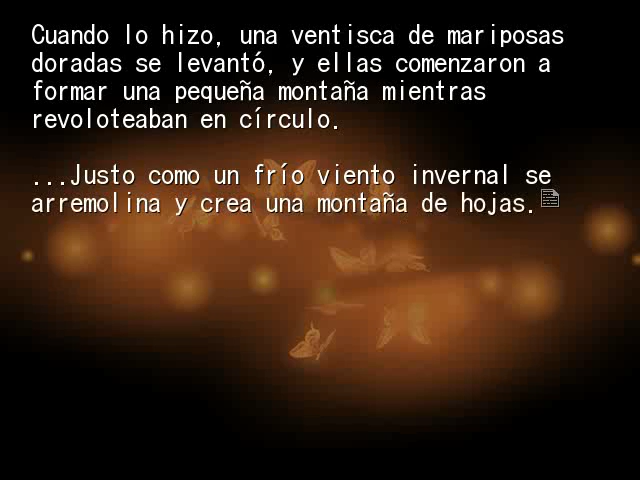 Cuando lo hizo, una ventisca de mariposas
doradas se levantó, y ellas comenzaron a
formar una pequeña montaña mientras
revoloteaban en círculo.
...Justo como un frío viento invernal se
arremolina y crea una montaña de hojas.